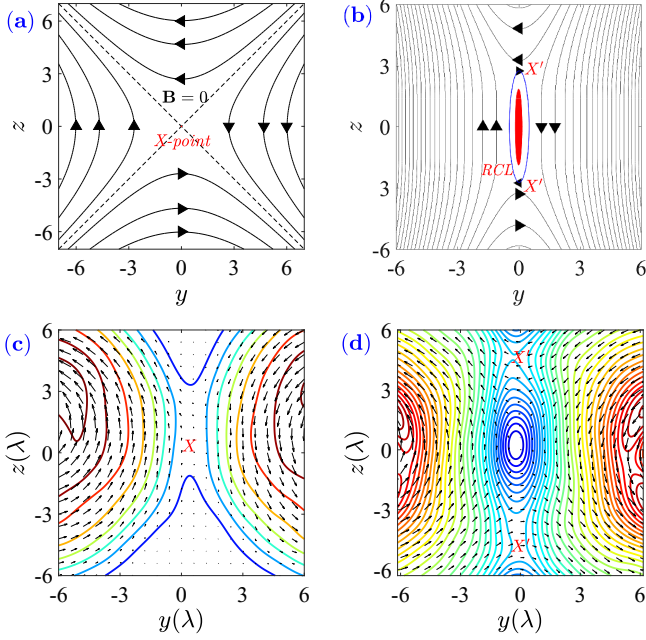 (a)
6
3
0
-3
-6
z
B = 0
X-point
-6 -3 0 3 6
y
(b)
6
3
0
3
6
z
X'
RCL
X'
-6 -3 0 3 6
y
(c)
6
3
0
-3
-6
z(λ)
X
-6 -3 0 3 6
y(λ)
(d)
6
3
0
-3
-6
z(λ)
X'
X'
-6 -3 0 3 6
y(λ)